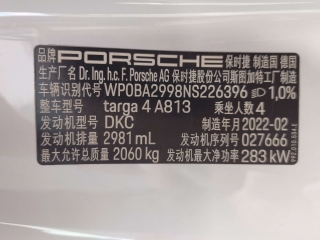 品牌 PORSCHE 保时捷 制造国 德国
生产厂名 Dr. Ing. h.c. F. Porsche AG 保时捷股份公司斯图加特工厂制造
车辆识别代号 WP0BA2998NS226396 1,0%
整车型号 targa 4 A813 乘坐人数 4
发动机型号 DKC 制造年月 2022-02
发动机排量 2981 mL 发动机序列号 027666
最大允许总质量 2060 kg 发动机最大净功率 283 kW